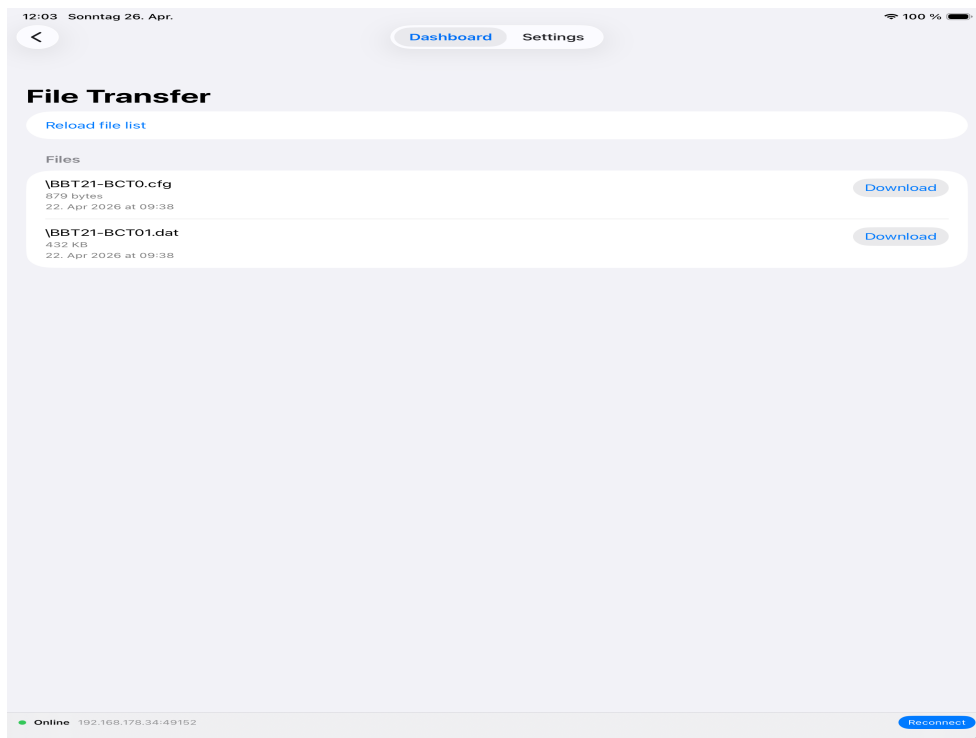 12:03 Sonntag 26. Apr.
100 %
Dashboard Settings
File Transfer
Reload file list
Files
\BBT21-BCT0.cfg
879 bytes
22. Apr 2026 at 09:38
Download
\BBT21-BCT01.dat
432 KB
22. Apr 2026 at 09:38
Download
Online 192.168.178.34:49152
Reconnect